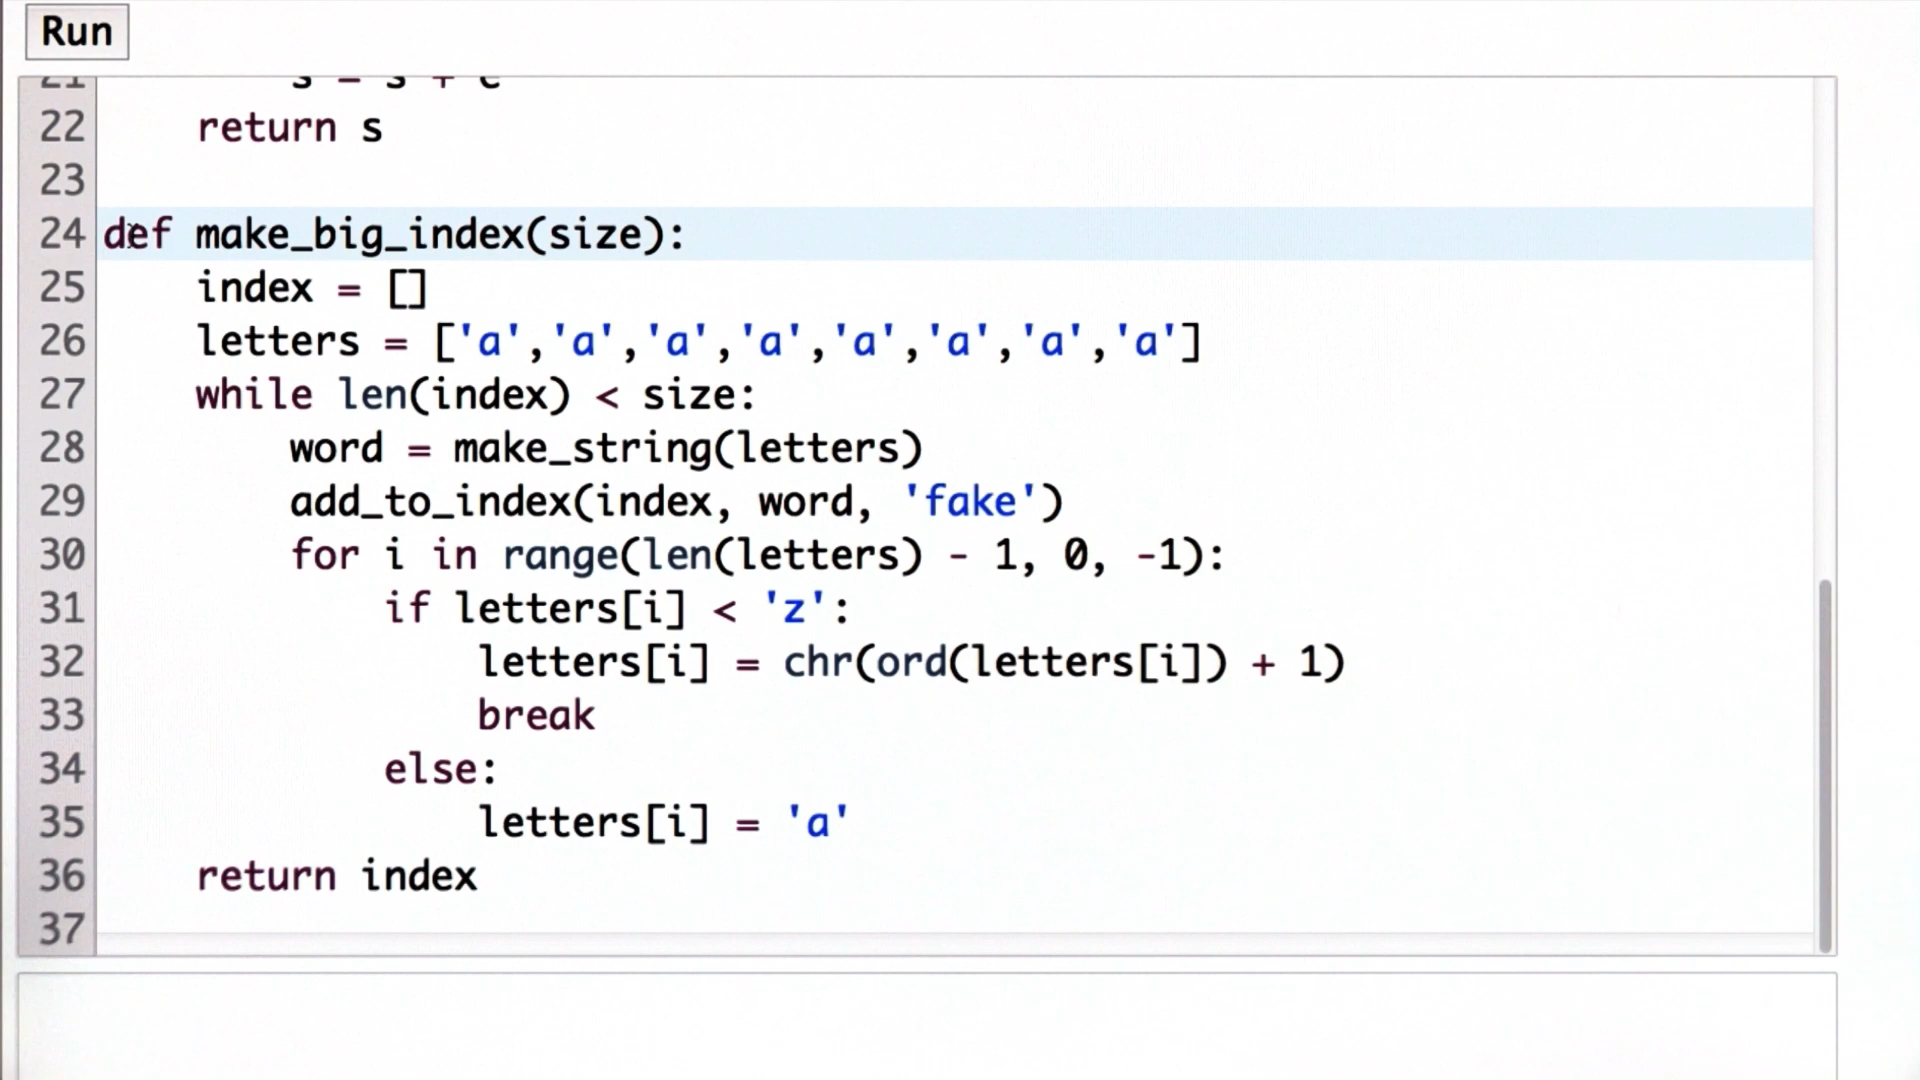 Run
21 s = s + e
22 return s
23
24 def make_big_index(size):
25 index = []
26 letters = ['a','a','a','a','a','a','a','a']
27 while len(index) < size:
28 word = make_string(letters)
29 add_to_index(index, word, 'fake')
30 for i in range(len(letters) - 1, 0, -1):
31 if letters[i] < 'z':
32 letters[i] = chr(ord(letters[i]) + 1)
33 break
34 else:
35 letters[i] = 'a'
36 return index
37